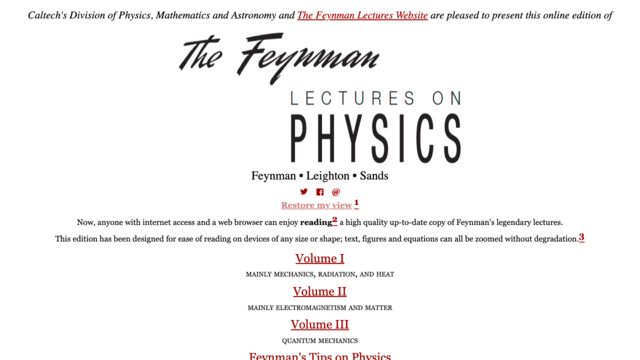 Caltech's Division of Physics, Mathematics and Astronomy and The Feynman Lectures Website are pleased to present this online edition of
The Feynman
LECTURES ON
PHYSICS
Feynman • Leighton • Sands
@
Restore my view 1
Now, anyone with internet access and a web browser can enjoy reading2 a high quality up-to-date copy of Feynman's legendary lectures.
This edition has been designed for ease of reading on devices of any size or shape; text, figures and equations can all be zoomed without degradation.3
Volume I
MAINLY MECHANICS, RADIATION, AND HEAT
Volume II
MAINLY ELECTROMAGNETISM AND MATTER
Volume III
QUANTUM MECHANICS
Feynman's Tips on Physics